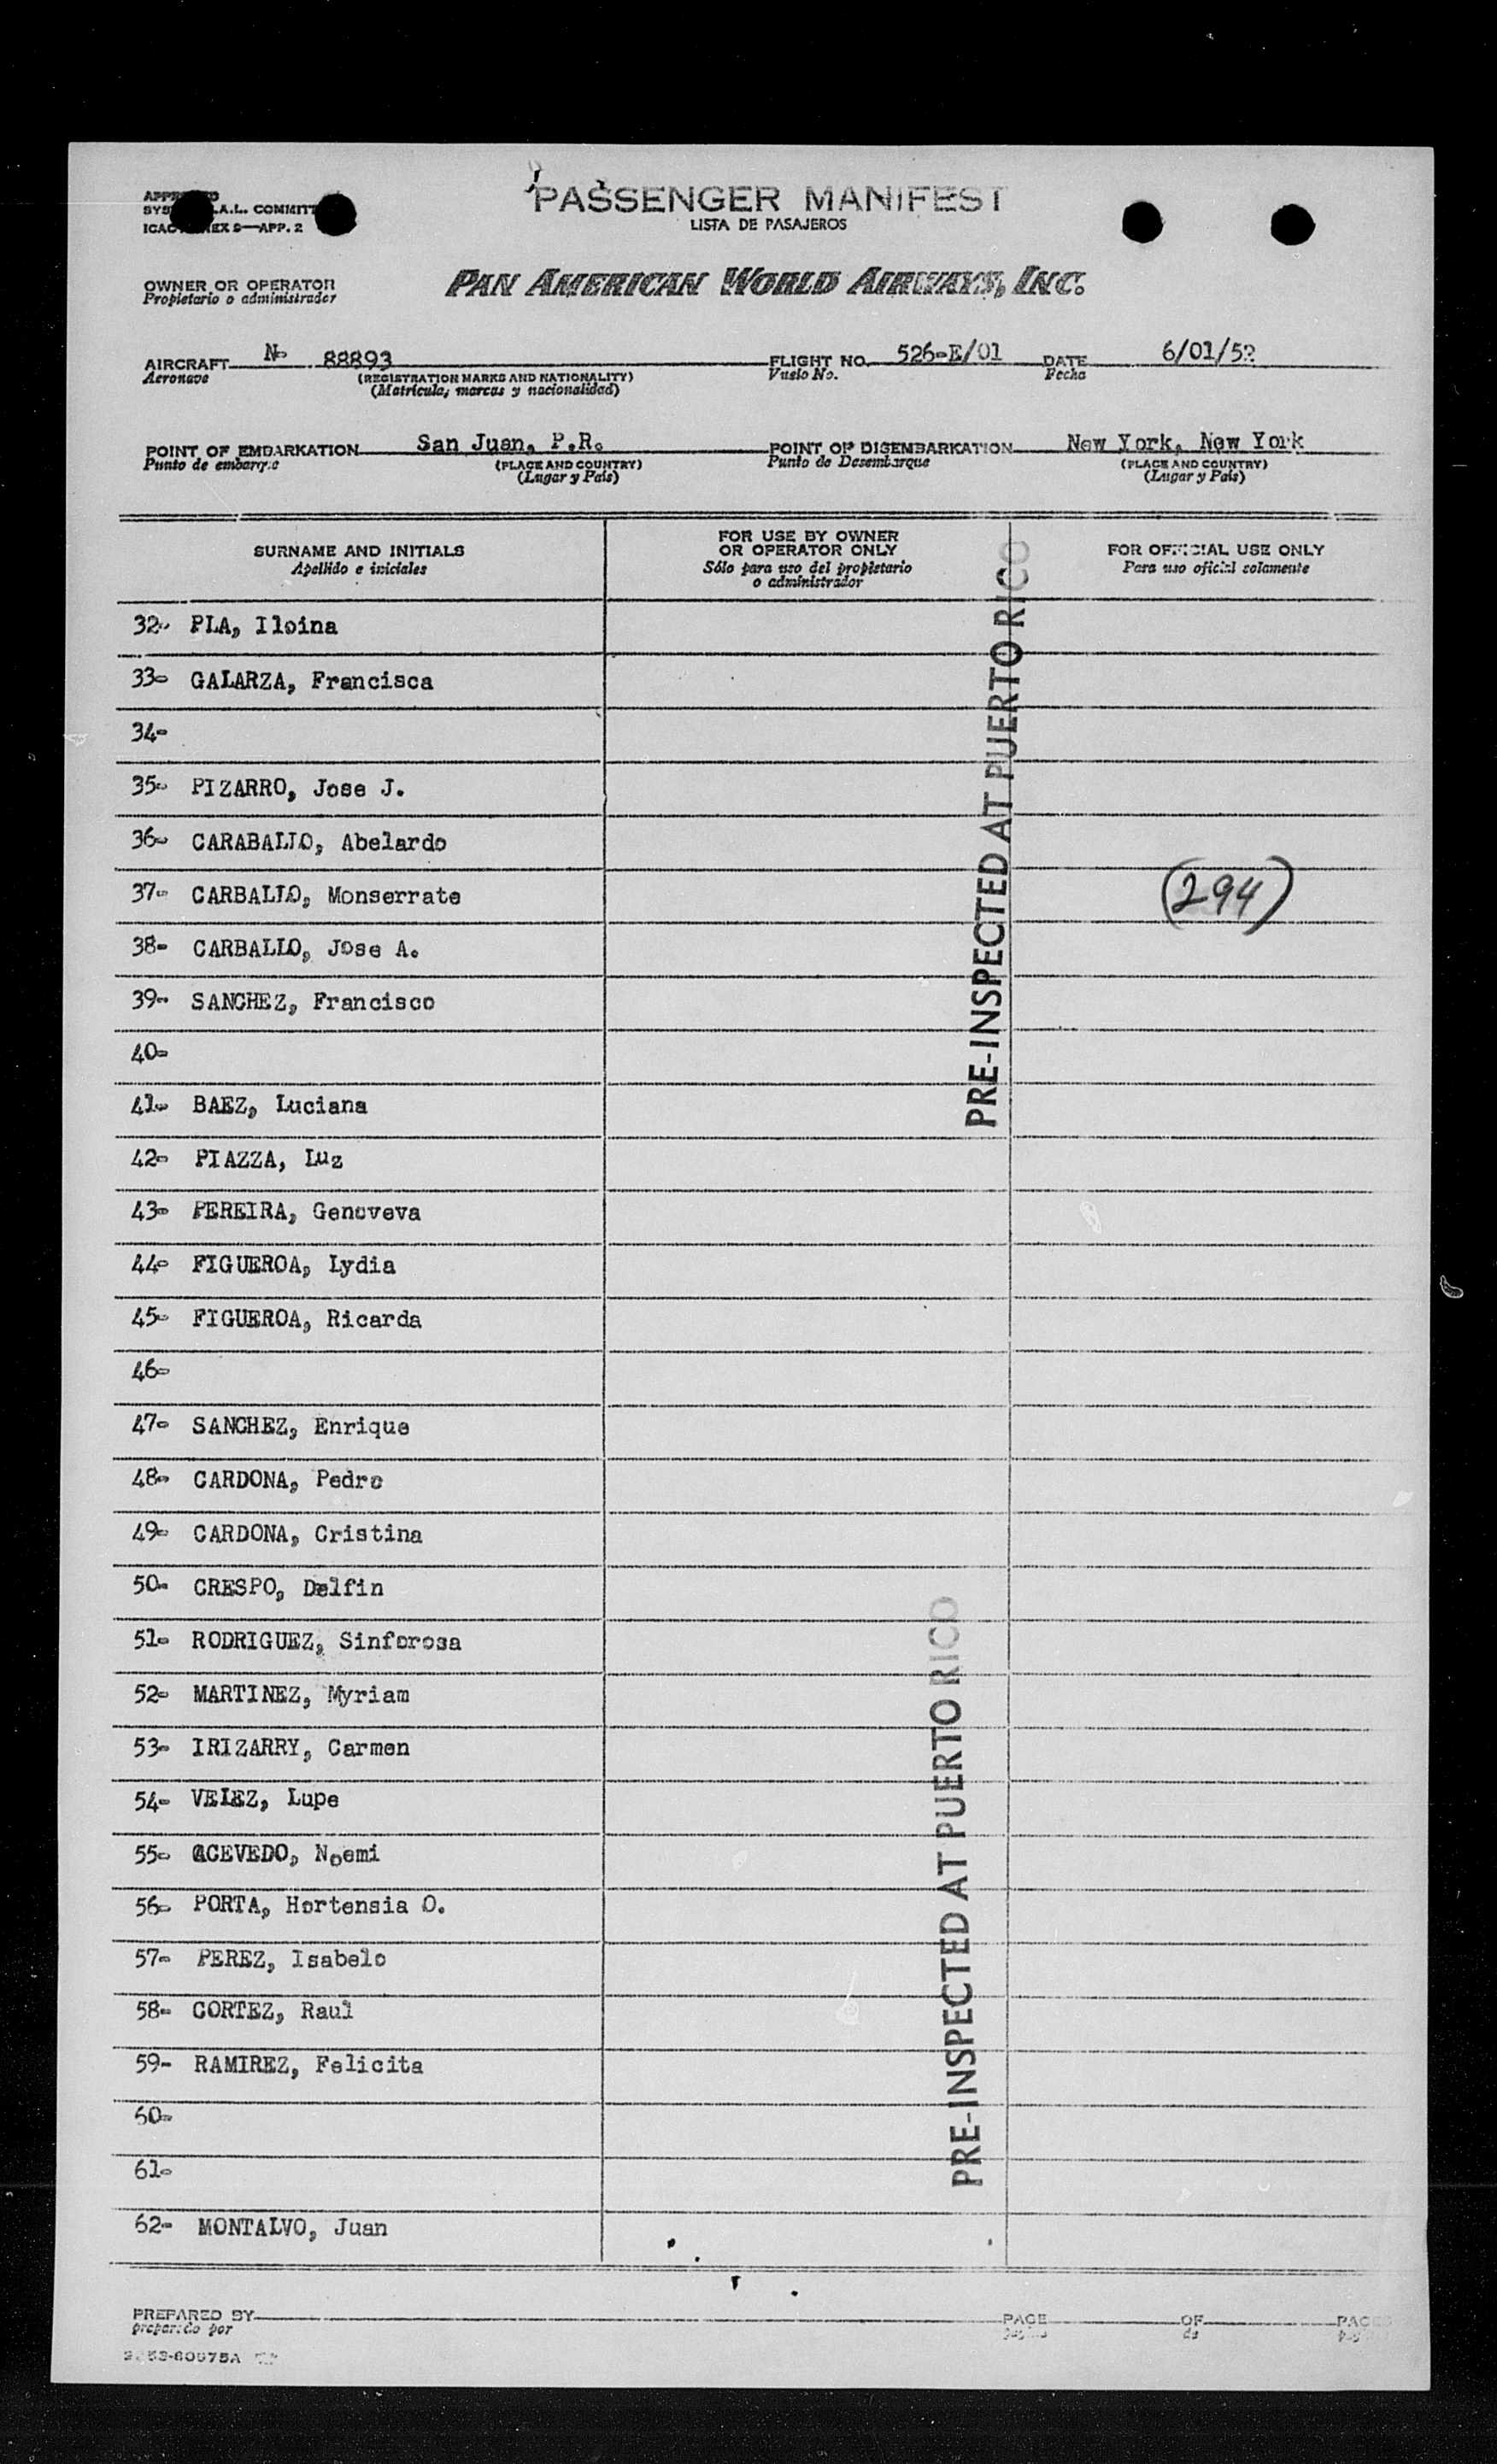 PASSENGER MANIFEST
LISTA DE PASAJEROS
APPROVED
A.L. COMMITT
ICAO ANNEX 9—APP. 2
OWNER OR OPERATOR
Propietario o administrador
PAN AMERICAN WORLD AIRWAYS, INC.
AIRCRAFT No 88893 FLIGHT NO. 526-E/01 DATE 6/01/52
Aeronave (REGISTRATION MARKS AND NATIONALITY) Vuelo No. Fecha
(Matrícula, marcas y nacionalidad)
POINT OF EMBARKATION San Juan, P.R. POINT OF DISEMBARKATION New York, New York
Punto de embarque (PLACE AND COUNTRY) Punto de Desembarque (PLACE AND COUNTRY)
(Lugar y País) (Lugar y País)
SURNAME AND INITIALS
Apellido e iniciales
FOR USE BY OWNER
OR OPERATOR ONLY
Sólo para uso del propietario
o administrador
FOR OFFICIAL USE ONLY
Para uso oficial solamente
32- PLA, Iloina
33- GALARZA, Francisca
34-
35- PIZARRO, Jose J.
36- CARABALLO, Abelardo
37- CARBALLO, Monserrate
(294)
38- CARBALLO, Jose A.
39- SANCHEZ, Francisco
40-
41- BAEZ, Luciana
42- PIAZZA, Luz
43- PEREIRA, Genoveva
44- FIGUEROA, Lydia
45- FIGUEROA, Ricarda
46-
47- SANCHEZ, Enrique
48- CARDONA, Pedro
49- CARDONA, Cristina
50- CRESPO, Delfin
51- RODRIGUEZ, Sinforosa
52- MARTINEZ, Myriam
53- IRIZARRY, Carmen
54- VELEZ, Lupe
55- ACEVEDO, Noemi
56- PORTA, Hortensia O.
57- PEREZ, Isabelo
58- CORTEZ, Raul
59- RAMIREZ, Felicita
60-
61-
62- MONTALVO, Juan
PRE-INSPECTED AT PUERTO RICO
PRE-INSPECTED AT PUERTO RICO
PREPARED BY PAGE OF PAGES
preparado por